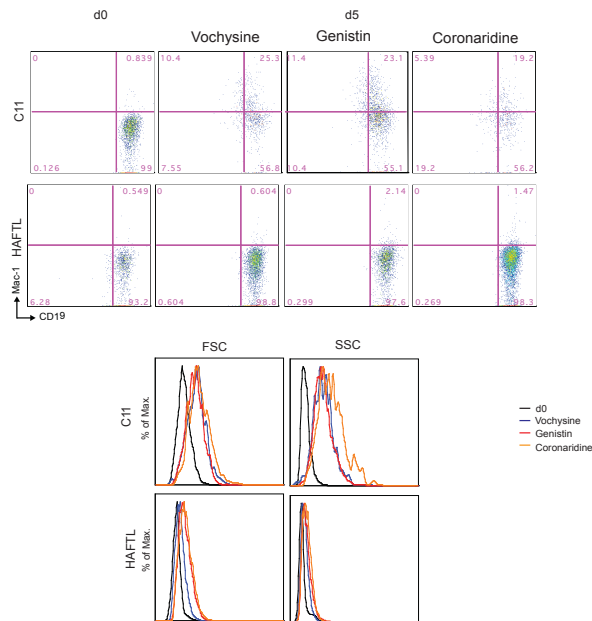 d0
d5
Vochysine
Genistin
Coronaridine
C11
0 0.839
0.126 99
10.4 25.3
7.55 56.8
11.4 23.1
10.4 55.1
5.39 19.2
19.2 56.2
HAFTL
0 0.549
6.28 93.2
0 0.604
0.604 98.8
0 2.14
0.299 97.6
0 1.47
0.269 98.3
Mac-1
CD19
FSC
SSC
C11
% of Max.
HAFTL
% of Max.
d0
Vochysine
Genistin
Coronaridine